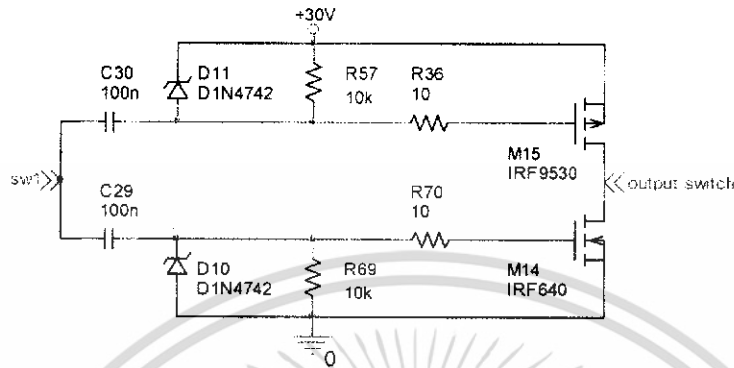 +30V
C30
100n
D11
D1N4742
R57
10k
R36
10
M15
IRF9530
sw1
output switch
C29
100n
R70
10
D10
D1N4742
R69
10k
M14
IRF640
0